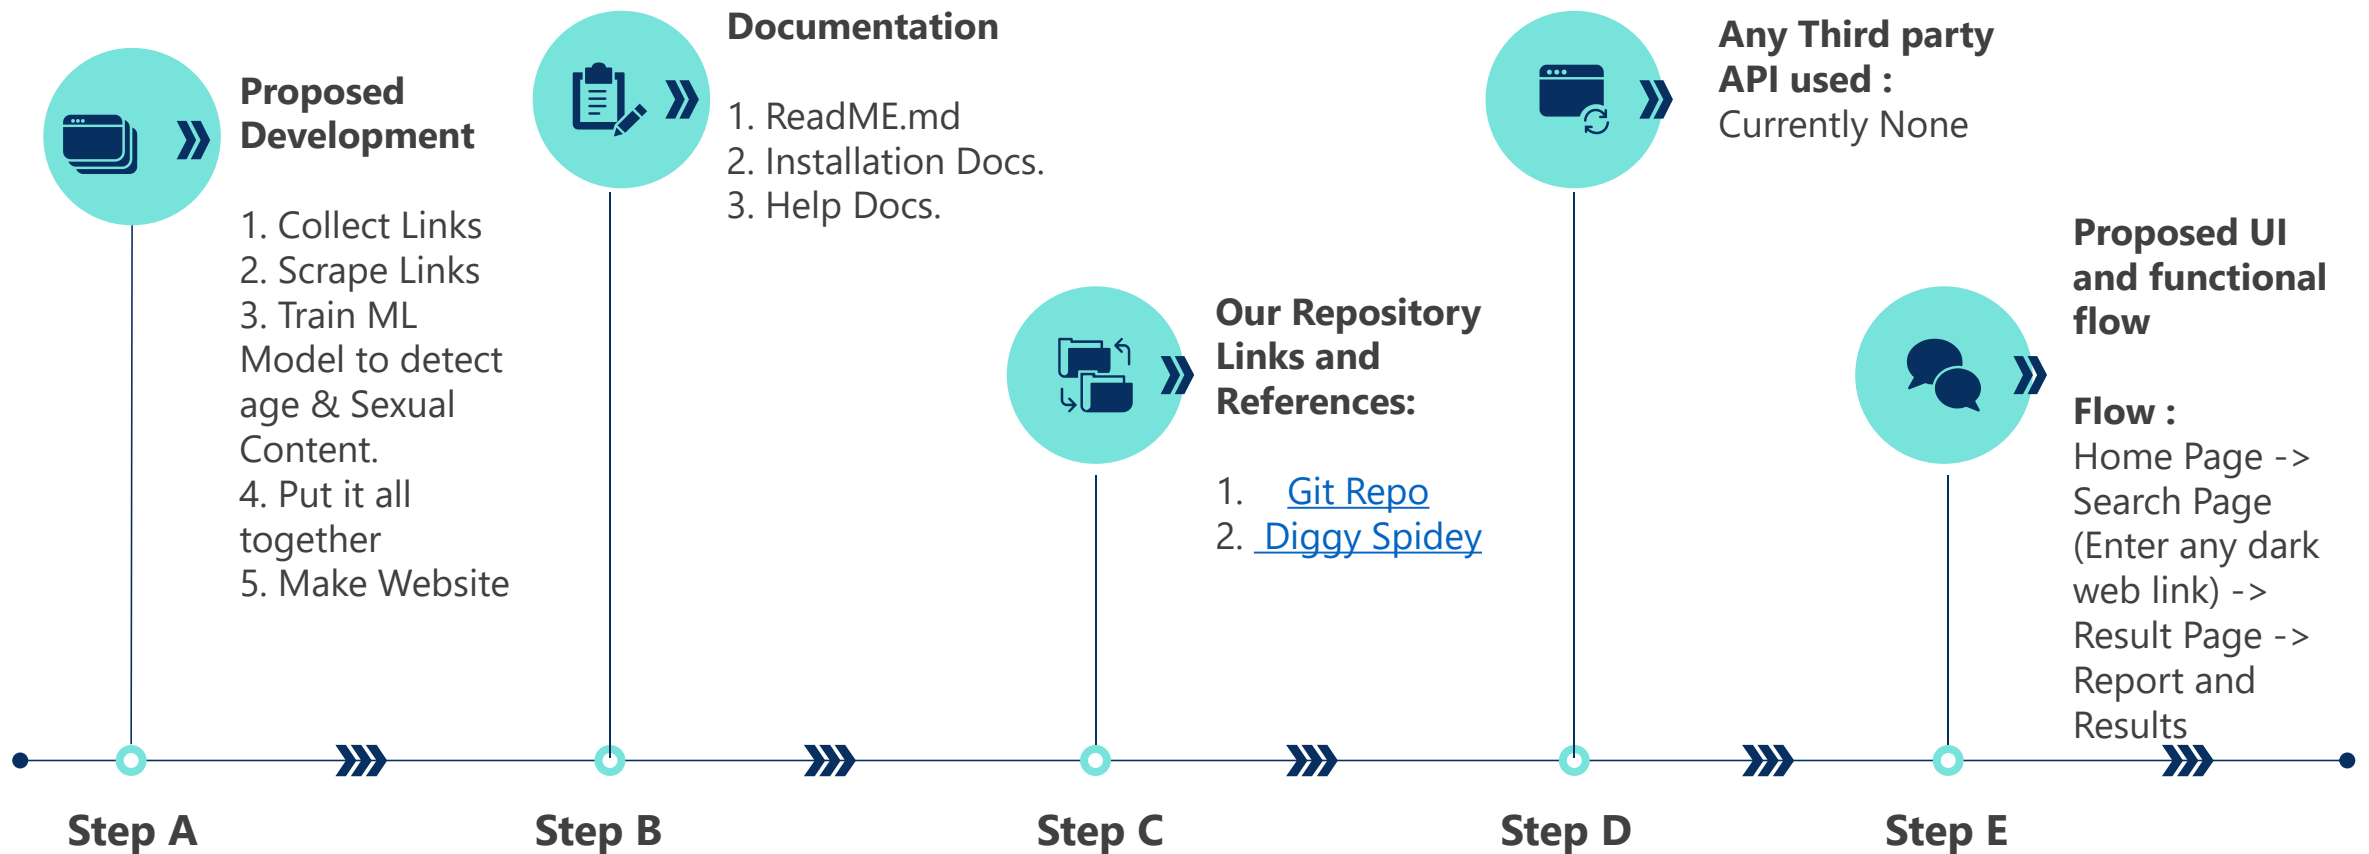 Proposed
Development
1. Collect Links
2. Scrape Links
3. Train ML
Model to detect
age & Sexual
Content.
4. Put it all
together
5. Make Website
Documentation
1. ReadME.md
2. Installation Docs.
3. Help Docs.
Our Repository
Links and
References:
1. Git Repo
2. Diggy Spidey
Any Third party
API used :
Currently None
Proposed UI
and functional
flow
Flow :
Home Page ->
Search Page
(Enter any dark
web link) ->
Result Page ->
Report and
Results
Step A
Step B
Step C
Step D
Step E